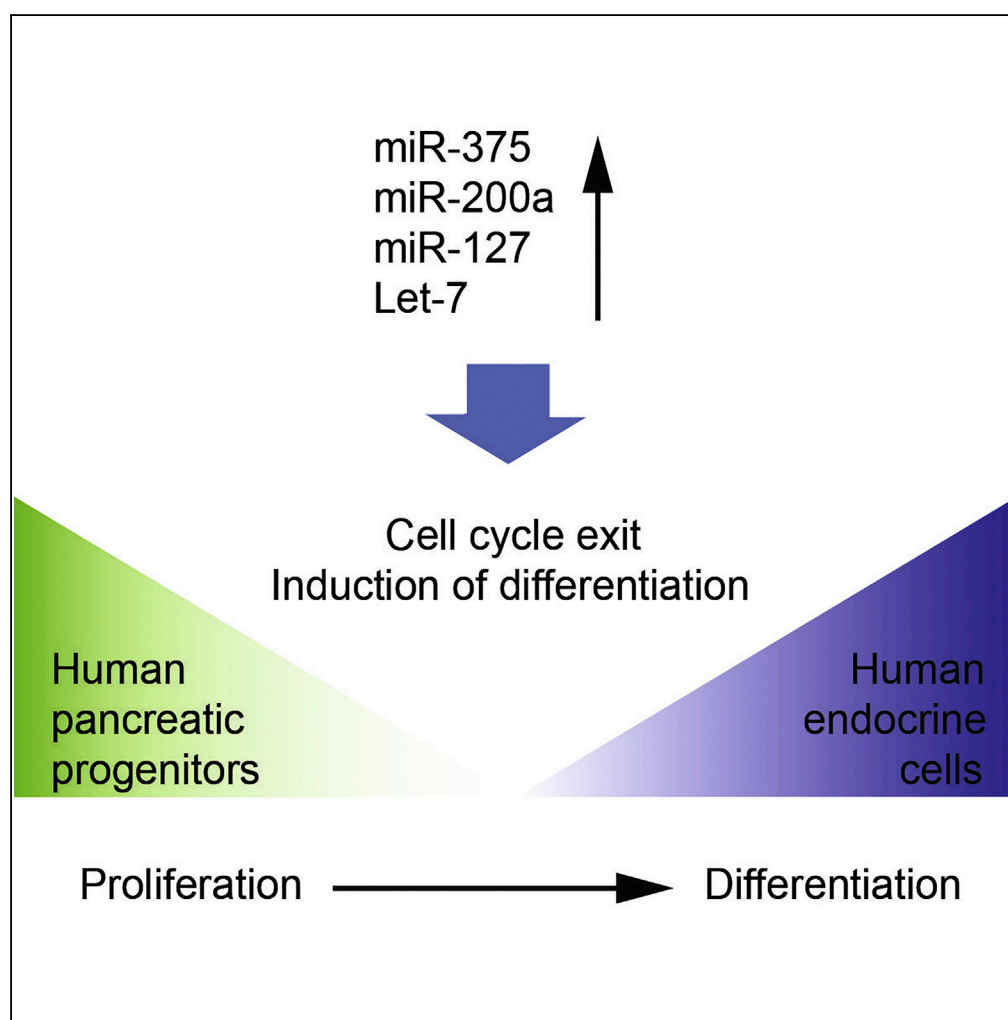 miR-375
miR-200a
miR-127
Let-7
Cell cycle exit
Induction of differentiation
Human
pancreatic
progenitors
Human
endocrine
cells
Proliferation
Differentiation